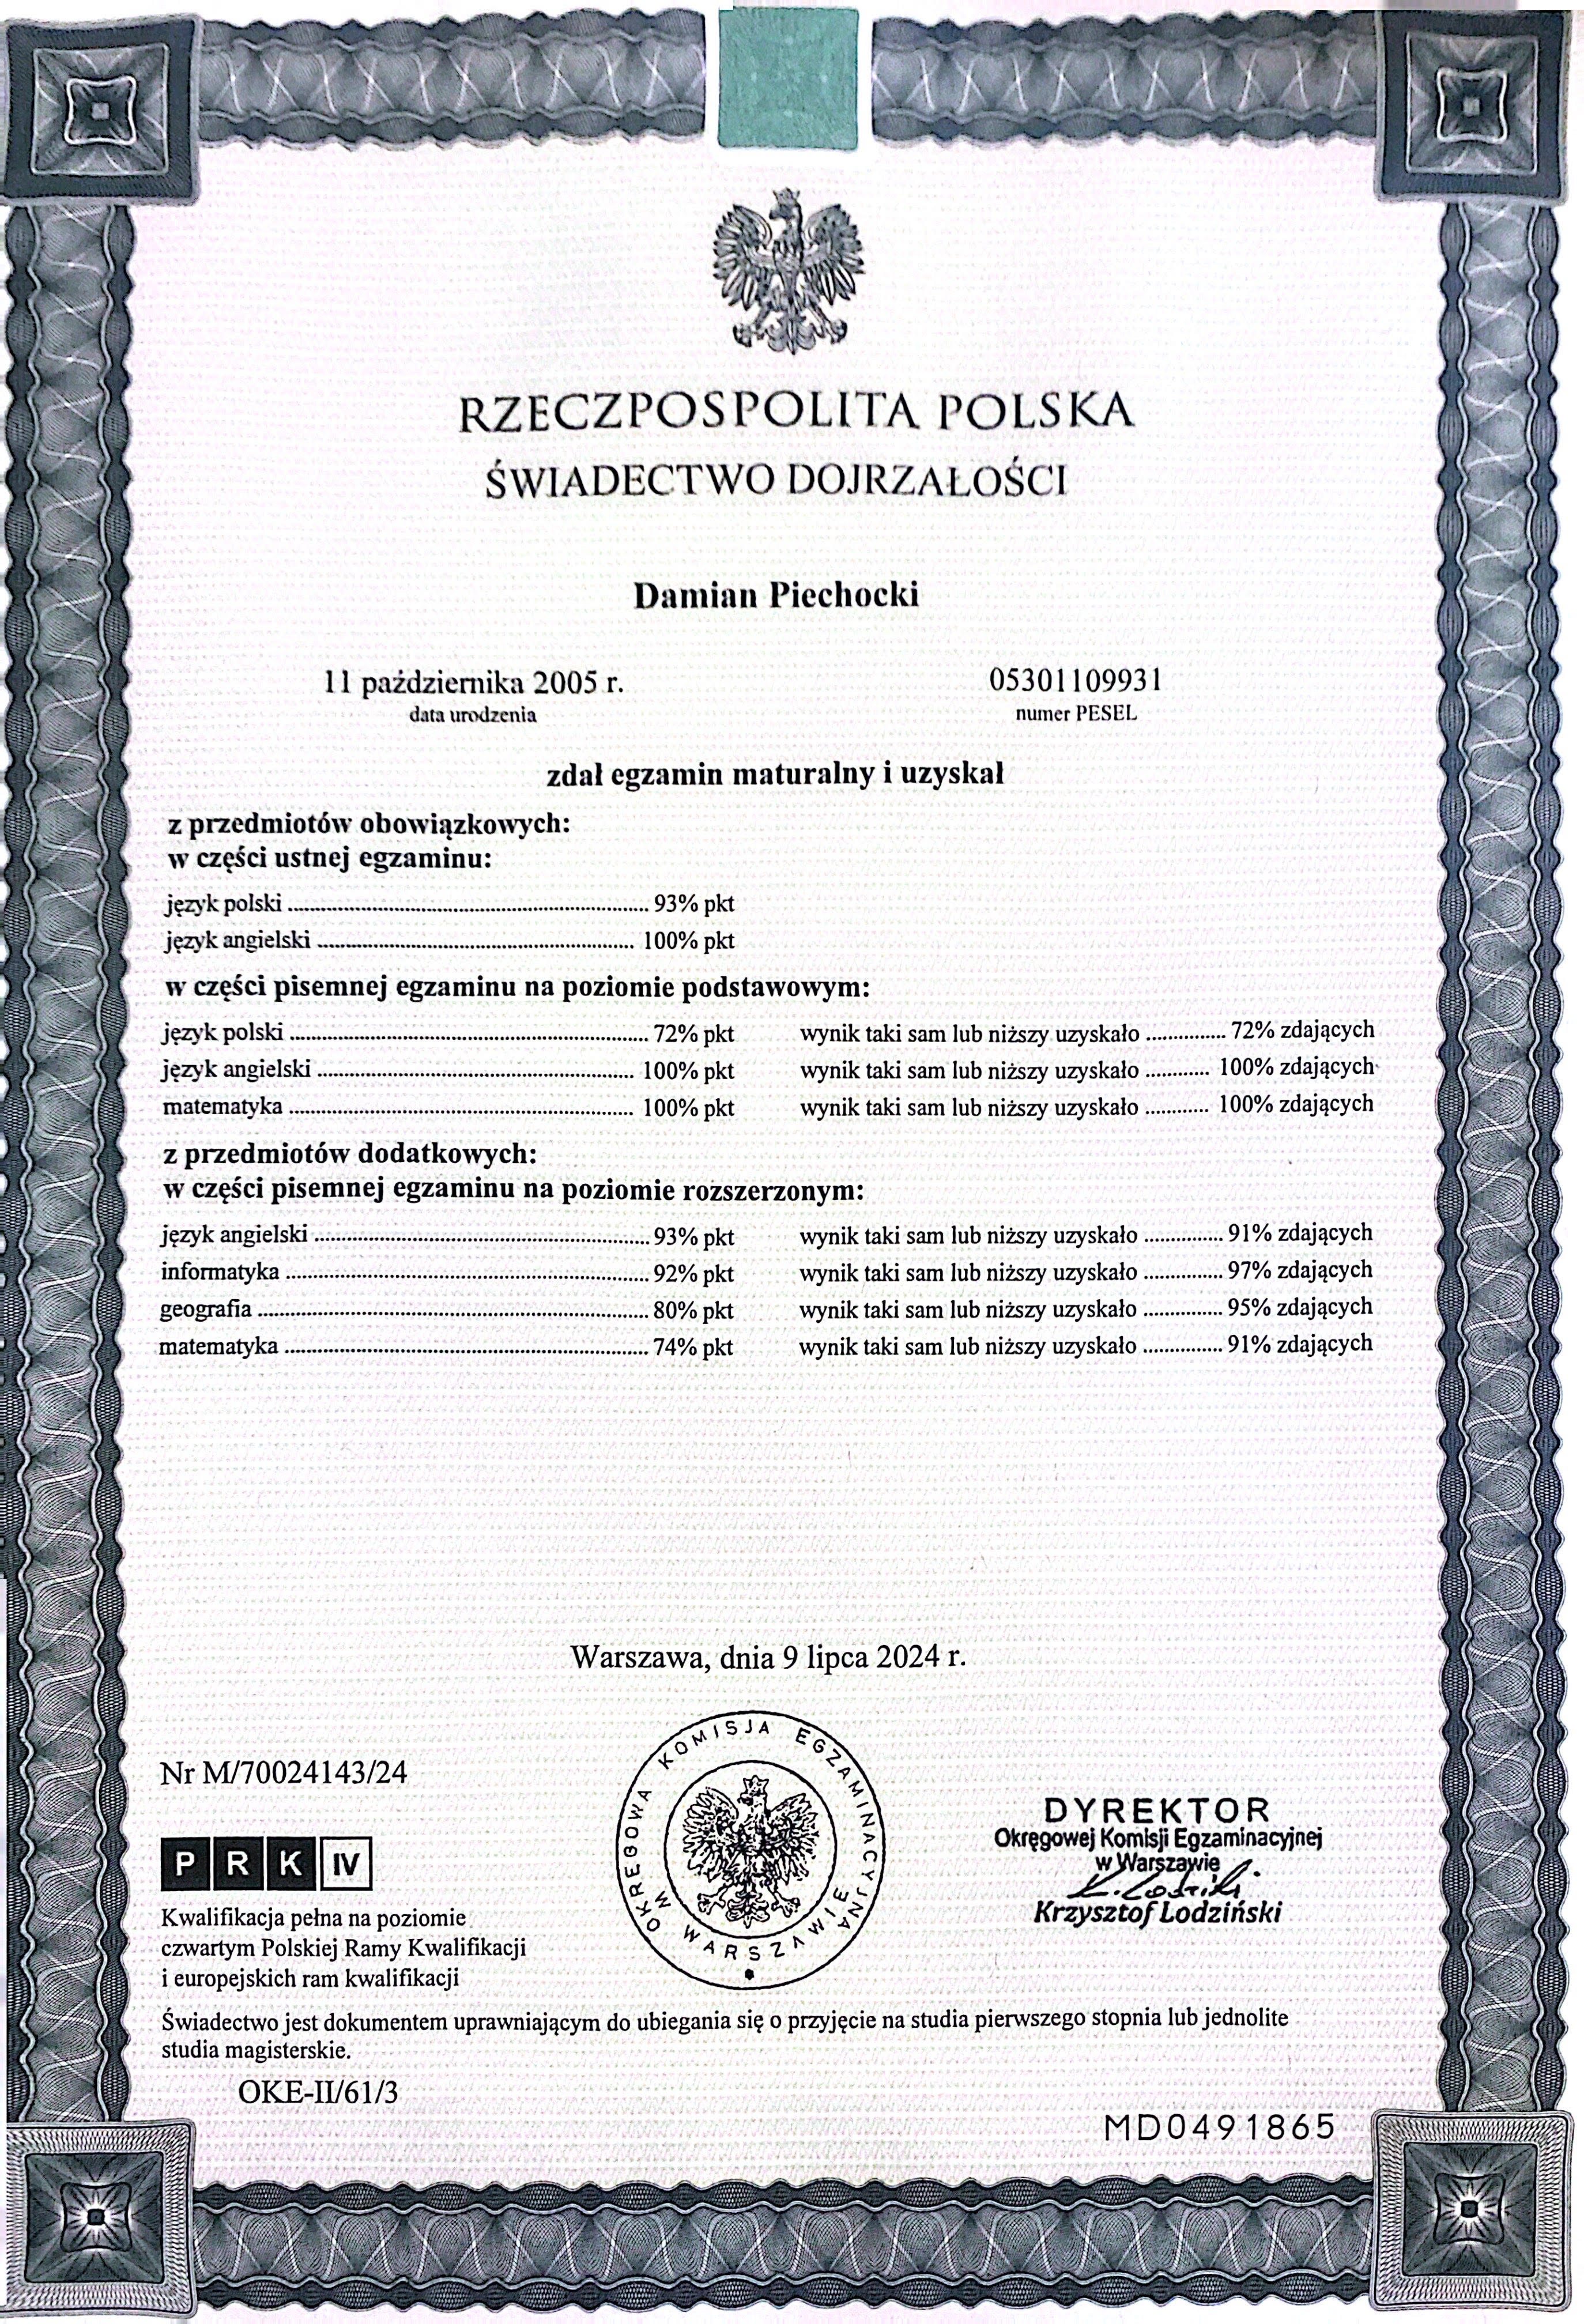 RZECZPOSPOLITA POLSKA
ŚWIADECTWO DOJRZAŁOŚCI
Damian Piechocki
11 października 2005 r. 05301109931
data urodzenia numer PESEL
zdał egzamin maturalny i uzyskał
z przedmiotów obowiązkowych:
w części ustnej egzaminu:
język polski ........ 93% pkt
język angielski ........ 100% pkt
w części pisemnej egzaminu na poziomie podstawowym:
język polski ........ 72% pkt wynik taki sam lub niższy uzyskało ........ 72% zdających
język angielski ........ 100% pkt wynik taki sam lub niższy uzyskało ........ 100% zdających
matematyka ........ 100% pkt wynik taki sam lub niższy uzyskało ........ 100% zdających
z przedmiotów dodatkowych:
w części pisemnej egzaminu na poziomie rozszerzonym:
język angielski ........ 93% pkt wynik taki sam lub niższy uzyskało ........ 91% zdających
informatyka ........ 92% pkt wynik taki sam lub niższy uzyskało ........ 97% zdających
geografia ........ 80% pkt wynik taki sam lub niższy uzyskało ........ 95% zdających
matematyka ........ 74% pkt wynik taki sam lub niższy uzyskało ........ 91% zdających
Warszawa, dnia 9 lipca 2024 r.
Nr M/70024143/24
OKRĘGOWA KOMISJA EGZAMINACYJNA
W WARSZAWIE
DYREKTOR
Okręgowej Komisji Egzaminacyjnej
w Warszawie
Krzysztof Lodziński
PRK IV
Kwalifikacja pełna na poziomie
czwartym Polskiej Ramy Kwalifikacji
i europejskich ram kwalifikacji
Świadectwo jest dokumentem uprawniającym do ubiegania się o przyjęcie na studia pierwszego stopnia lub jednolite
studia magisterskie.
OKE-II/61/3
MD0491865